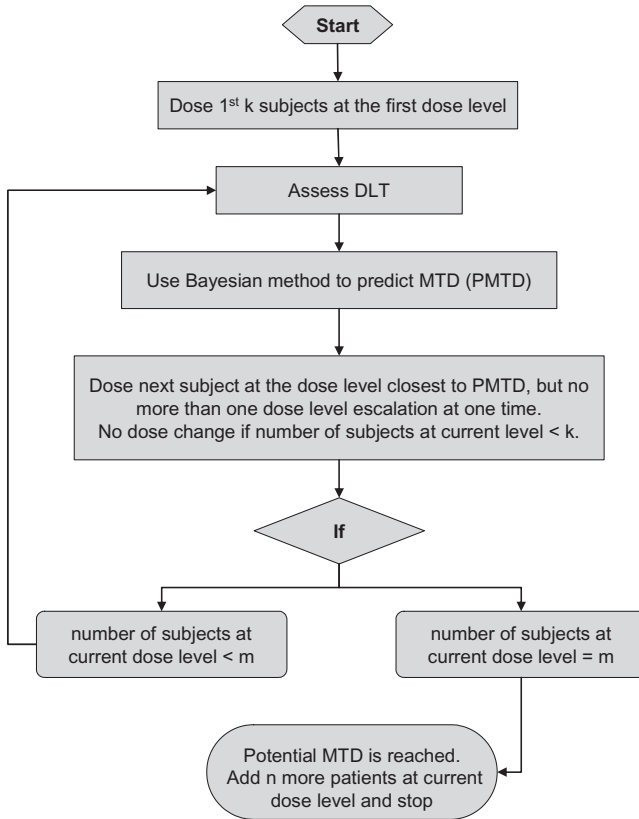 Start
Dose 1st k subjects at the first dose level
Assess DLT
Use Bayesian method to predict MTD (PMTD)
Dose next subject at the dose level closest to PMTD, but no
more than one dose level escalation at one time.
No dose change if number of subjects at current level < k.
If
number of subjects at
current dose level < m
number of subjects at
current dose level = m
Potential MTD is reached.
Add n more patients at current
dose level and stop